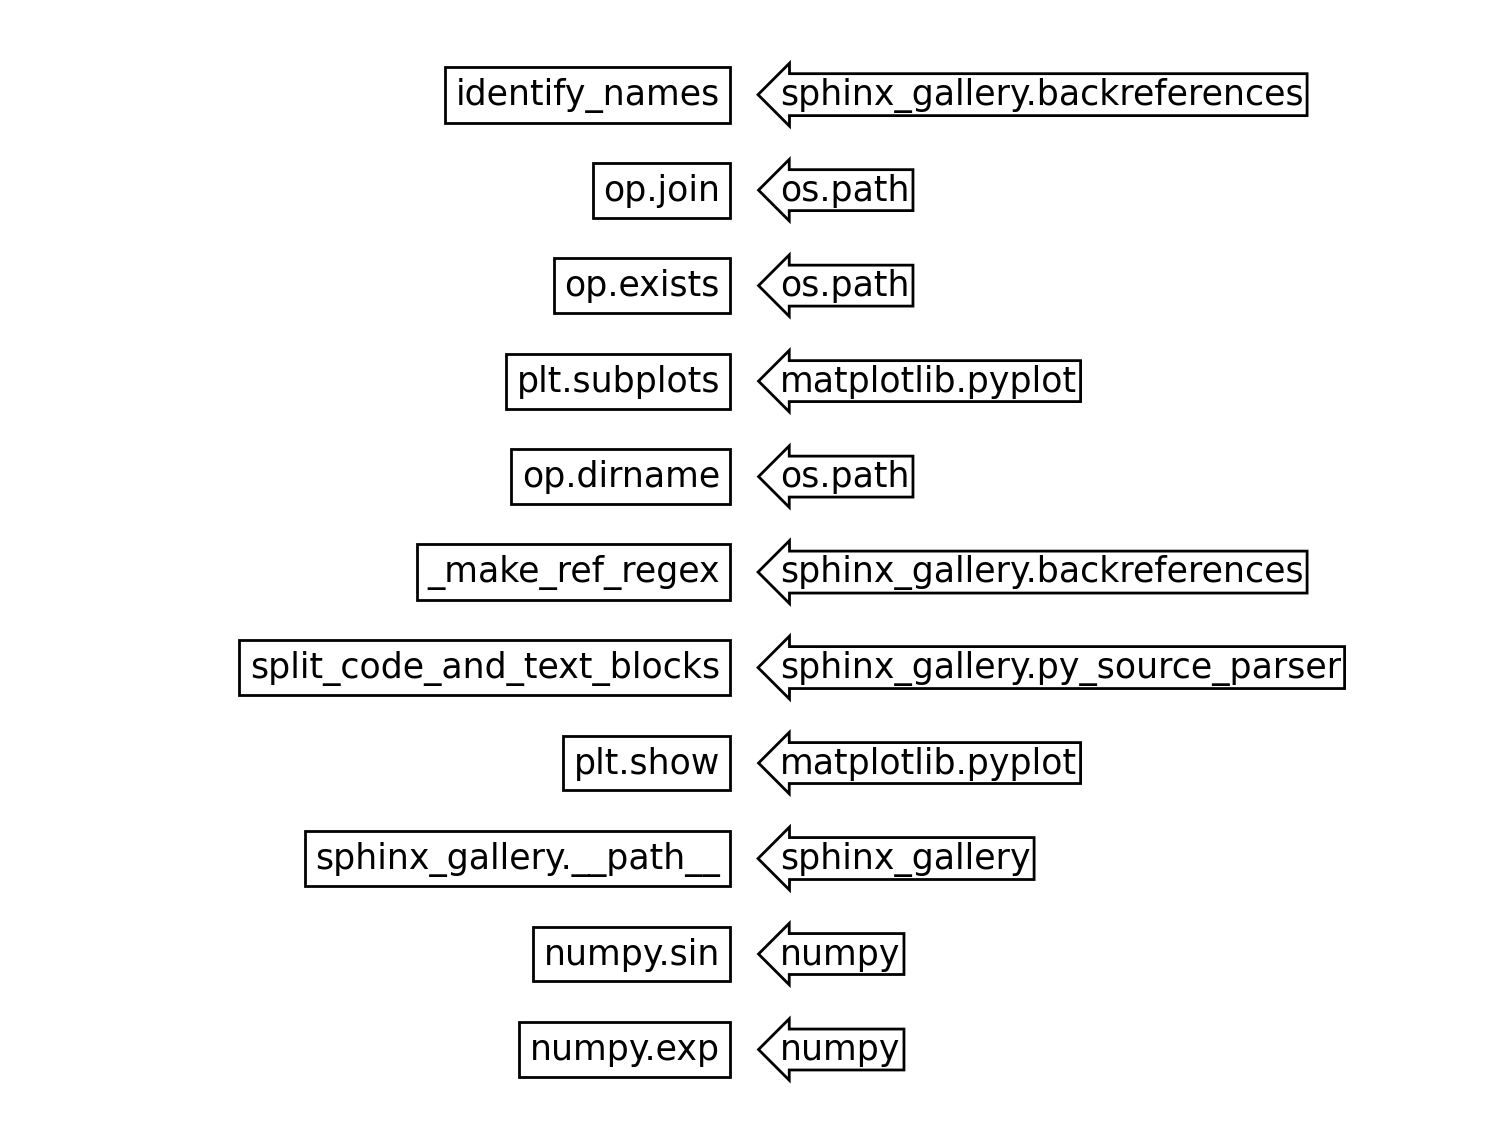 identify_names sphinx_gallery.backreferences
op.join os.path
op.exists os.path
plt.subplots matplotlib.pyplot
op.dirname os.path
_make_ref_regex sphinx_gallery.backreferences
split_code_and_text_blocks sphinx_gallery.py_source_parser
plt.show matplotlib.pyplot
sphinx_gallery.__path__ sphinx_gallery
numpy.sin numpy
numpy.exp numpy